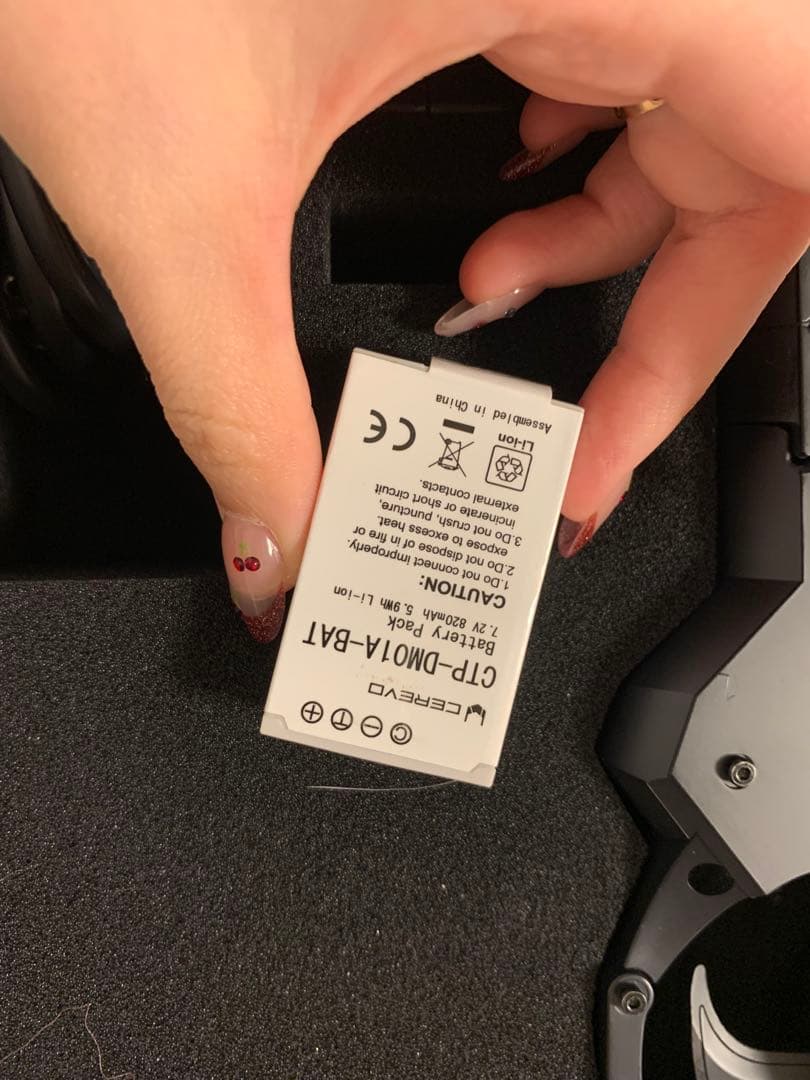 C − T +
CEREVO
CTP-DM01A-BAT
Battery Pack
7.2V 820mAh 5.9Wh Li-ion
CAUTION:
1.Do not connect improperly.
2.Do not dispose of in fire or
expose to excess heat.
3.Do not crush, puncture,
incinerate or short circuit
external contacts.
Li-ion
CE
Assembled in China